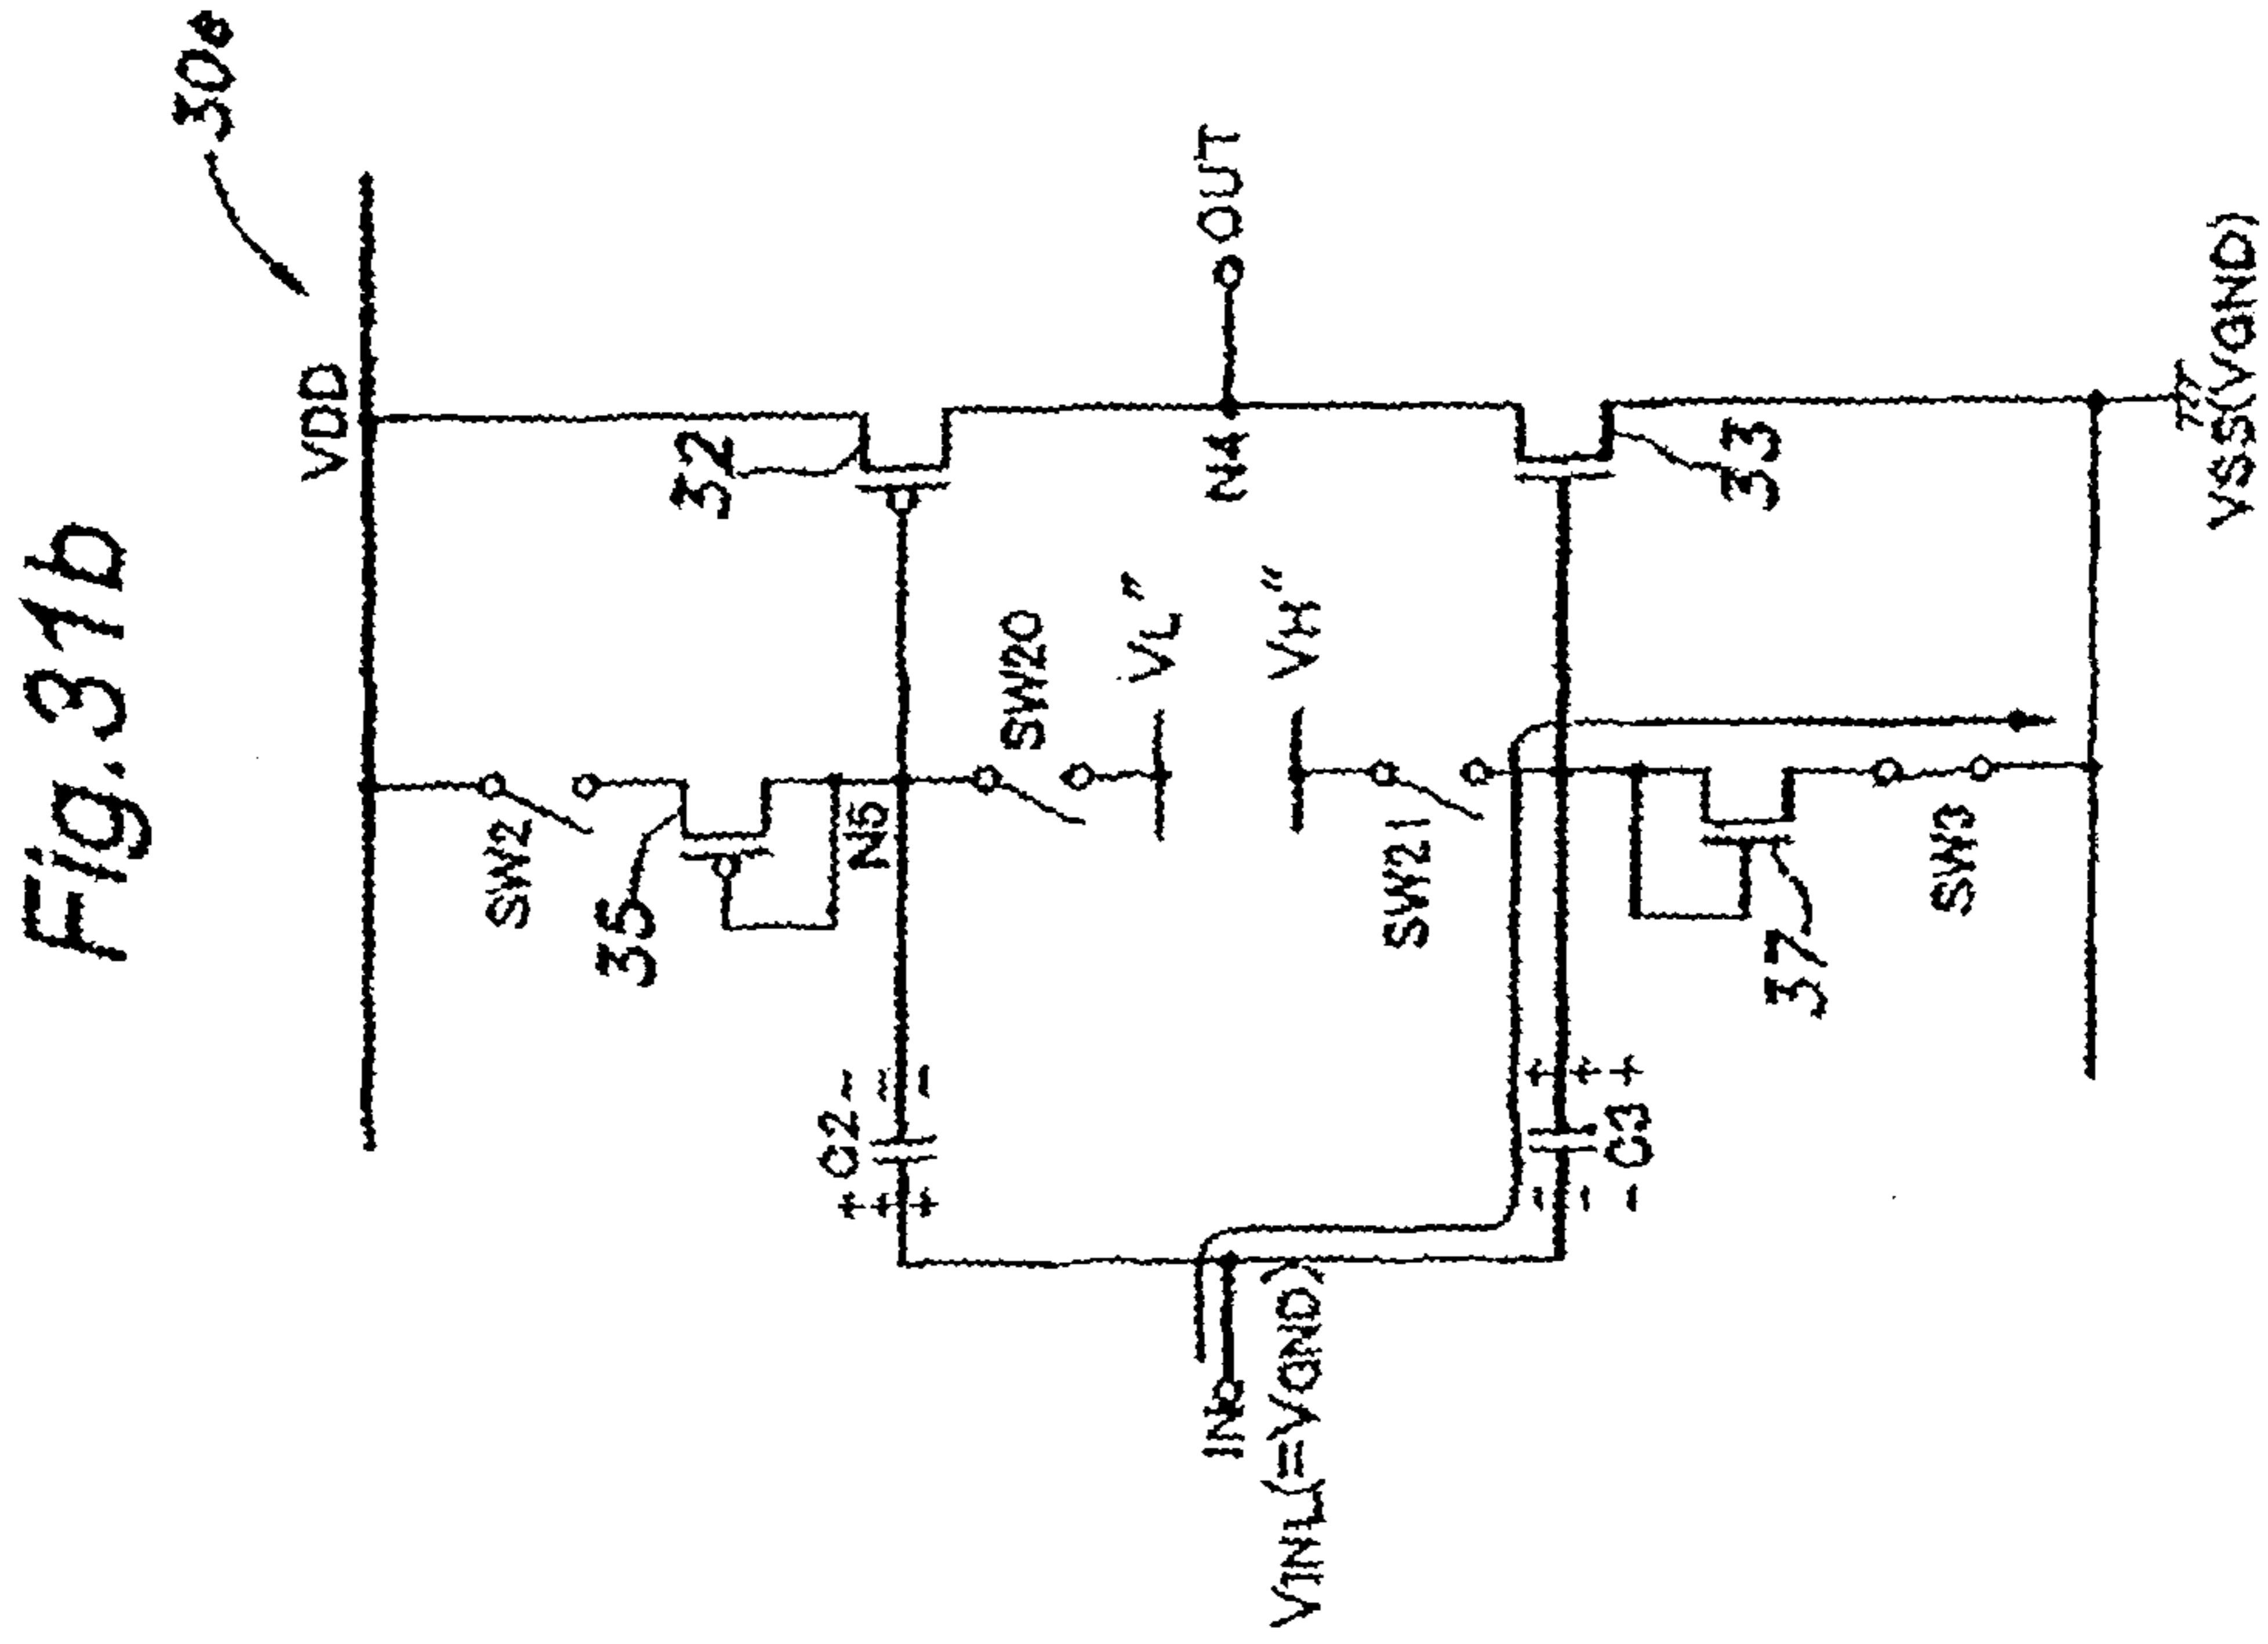 Fig. 31b
30e
VDD
SW2
32
35
C2
N5
SW20
VL"
N4
OUT
IN
VINL(=VGND)
VH"
SW21
C3
33
37
SW3
VSS(VGND)